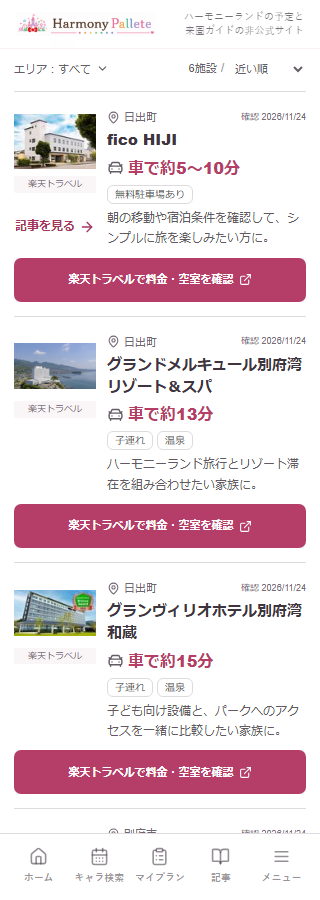 Harmony Pallete
ハーモニーランドの予定と
来園ガイドの非公式サイト
エリア：すべて
6施設 / 近い順
日出町
確認 2026/11/24
fico HIJI
車で約5〜10分
無料駐車場あり
楽天トラベル
記事を見る
朝の移動や宿泊条件を確認して、シ
ンプルに旅を楽しみたい方に。
楽天トラベルで料金・空室を確認
日出町
確認 2026/11/24
グランドメルキュール別府湾
リゾート&スパ
車で約13分
子連れ 温泉
楽天トラベル
ハーモニーランド旅行とリゾート滞
在を組み合わせたい家族に。
楽天トラベルで料金・空室を確認
日出町
確認 2026/11/24
グランヴィリオホテル別府湾
和蔵
車で約15分
子連れ 温泉
楽天トラベル
子ども向け設備と、パークへのアク
セスを一緒に比較したい家族に。
楽天トラベルで料金・空室を確認
別府市
確認 2026/11/24
ホーム キャラ検索 マイプラン 記事 メニュー